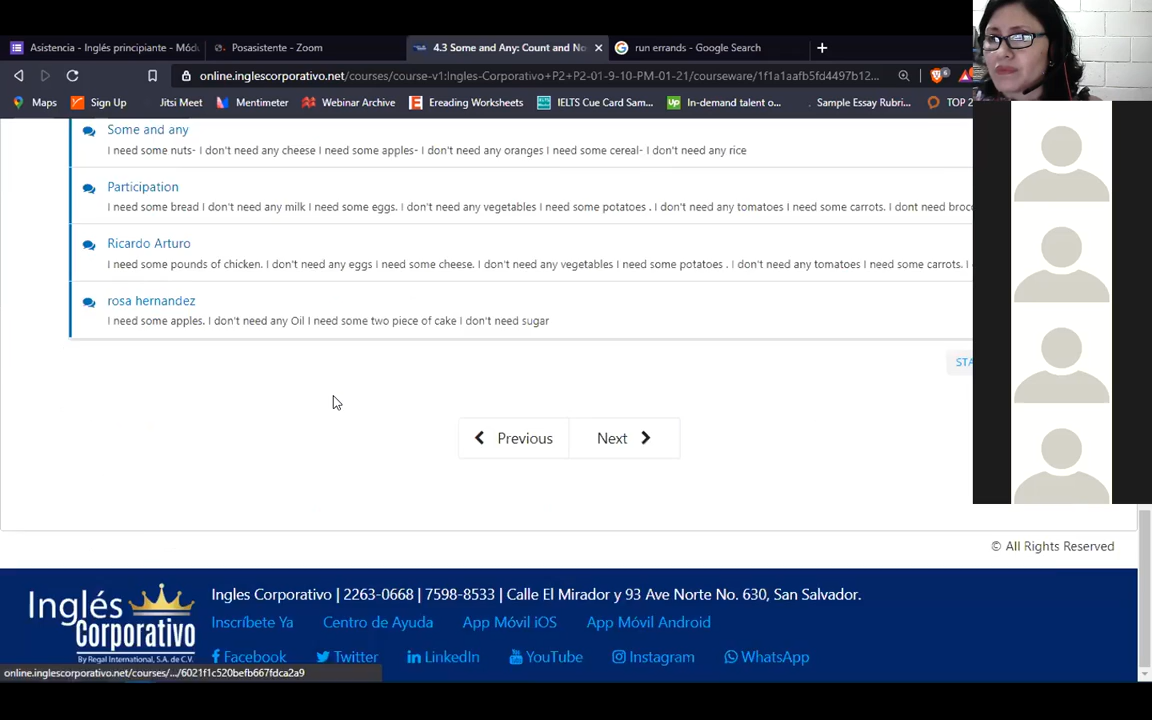 Asistencia - Inglés principiante - Mód
Posasistente - Zoom
4.3 Some and Any: Count and No
run errands - Google Search
online.inglescorporativo.net/courses/course-v1:Ingles-Corporativo+P2+P2-01-9-10-PM-01-21/courseware/1f1a1aafb5fd4497b12...
6
Maps
Sign Up
Jitsi Meet
Mentimeter
Webinar Archive
Ereading Worksheets
IELTS Cue Card Sam...
In-demand talent o...
Sample Essay Rubri...
TOP 2
Some and any
I need some nuts- I don't need any cheese I need some apples- I don't need any oranges I need some cereal- I don't need any rice
Participation
I need some bread I don't need any milk I need some eggs. I don't need any vegetables I need some potatoes . I don't need any tomatoes I need some carrots. I dont need broc
Ricardo Arturo
I need some pounds of chicken. I don't need any eggs I need some cheese. I don't need any vegetables I need some potatoes . I don't need any tomatoes I need some carrots. I
rosa hernandez
I need some apples. I don't need any Oil I need some two piece of cake I don't need sugar
STA
Previous
Next
© All Rights Reserved
Inglés
Corporativo
By Regal International, S.A. de C.V.
Ingles Corporativo | 2263-0668 | 7598-8533 | Calle El Mirador y 93 Ave Norte No. 630, San Salvador.
Inscríbete Ya
Centro de Ayuda
App Móvil iOS
App Móvil Android
Facebook
Twitter
LinkedIn
YouTube
Instagram
WhatsApp
online.inglescorporativo.net/courses/.../6021f1c520befb667fdca2a9